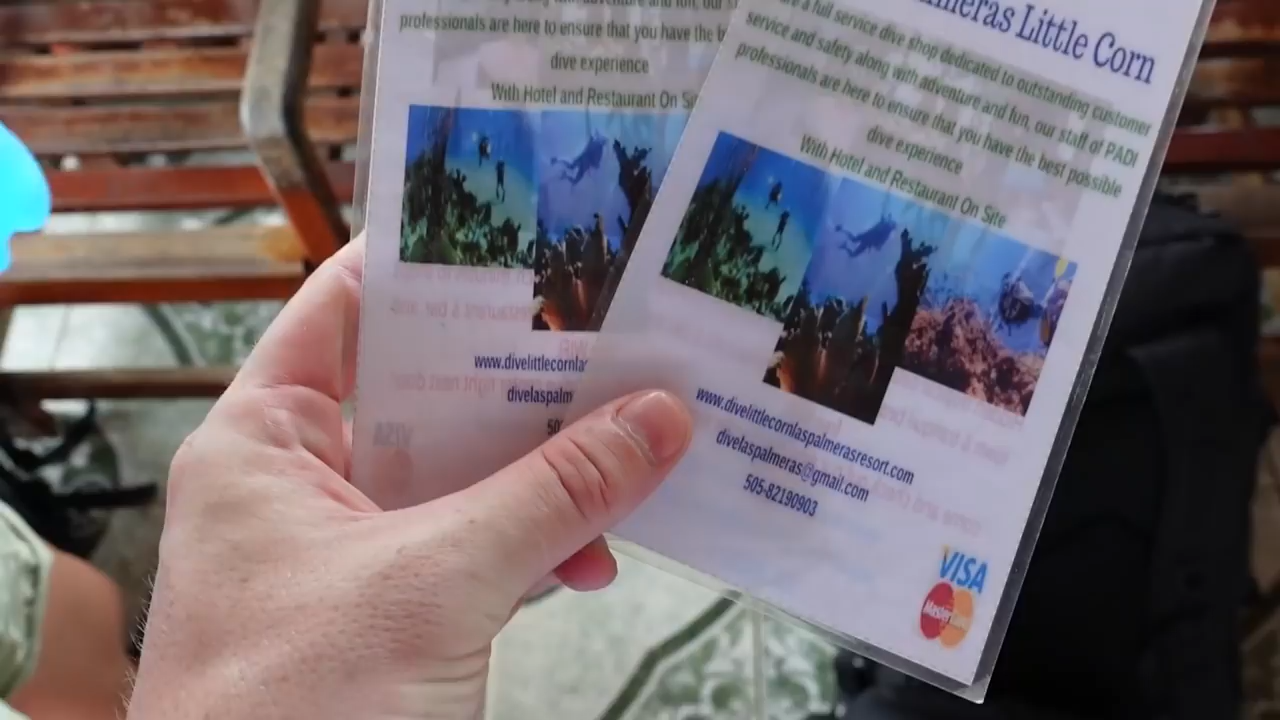 professionals are here to ensure that you have the
dive experience
With Hotel and Restaurant On
www.divelittlecornla
divelaspalm
50
Little Corn
are a full service dive shop dedicated to outstanding customer
service and safety along with adventure and fun, our staff of PADI
professionals are here to ensure that you have the best possible
dive experience
With Hotel and Restaurant On Site
www.divelittlecornlaspalmerasresort.com
divelaspalmeras@gmail.com
505-82190903
VISA
MasterCard